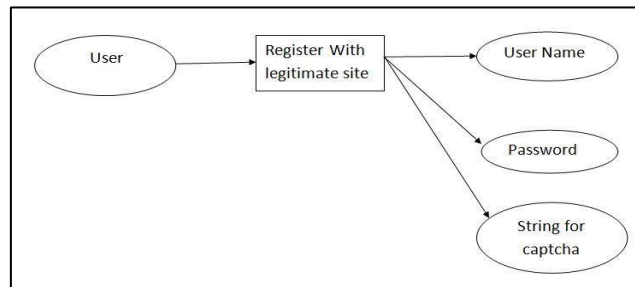 User
Register With
legitimate site
User Name
Password
String for
captcha